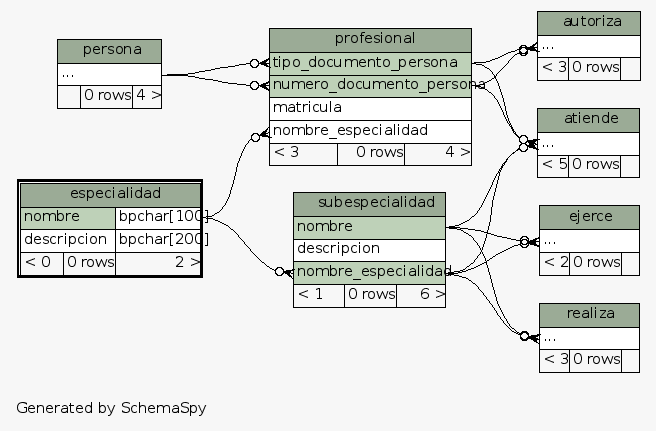 persona
...
0 rows 4 >
profesional
tipo_documento_persona
numero_documento_persona
matricula
nombre_especialidad
< 3 0 rows 4 >
autoriza
...
< 3 0 rows
atiende
...
< 5 0 rows
especialidad
nombre bpchar[100]
descripcion bpchar[200]
< 0 0 rows 2 >
subespecialidad
nombre
descripcion
nombre_especialidad
< 1 0 rows 6 >
ejerce
...
< 2 0 rows
realiza
...
< 3 0 rows
Generated by SchemaSpy